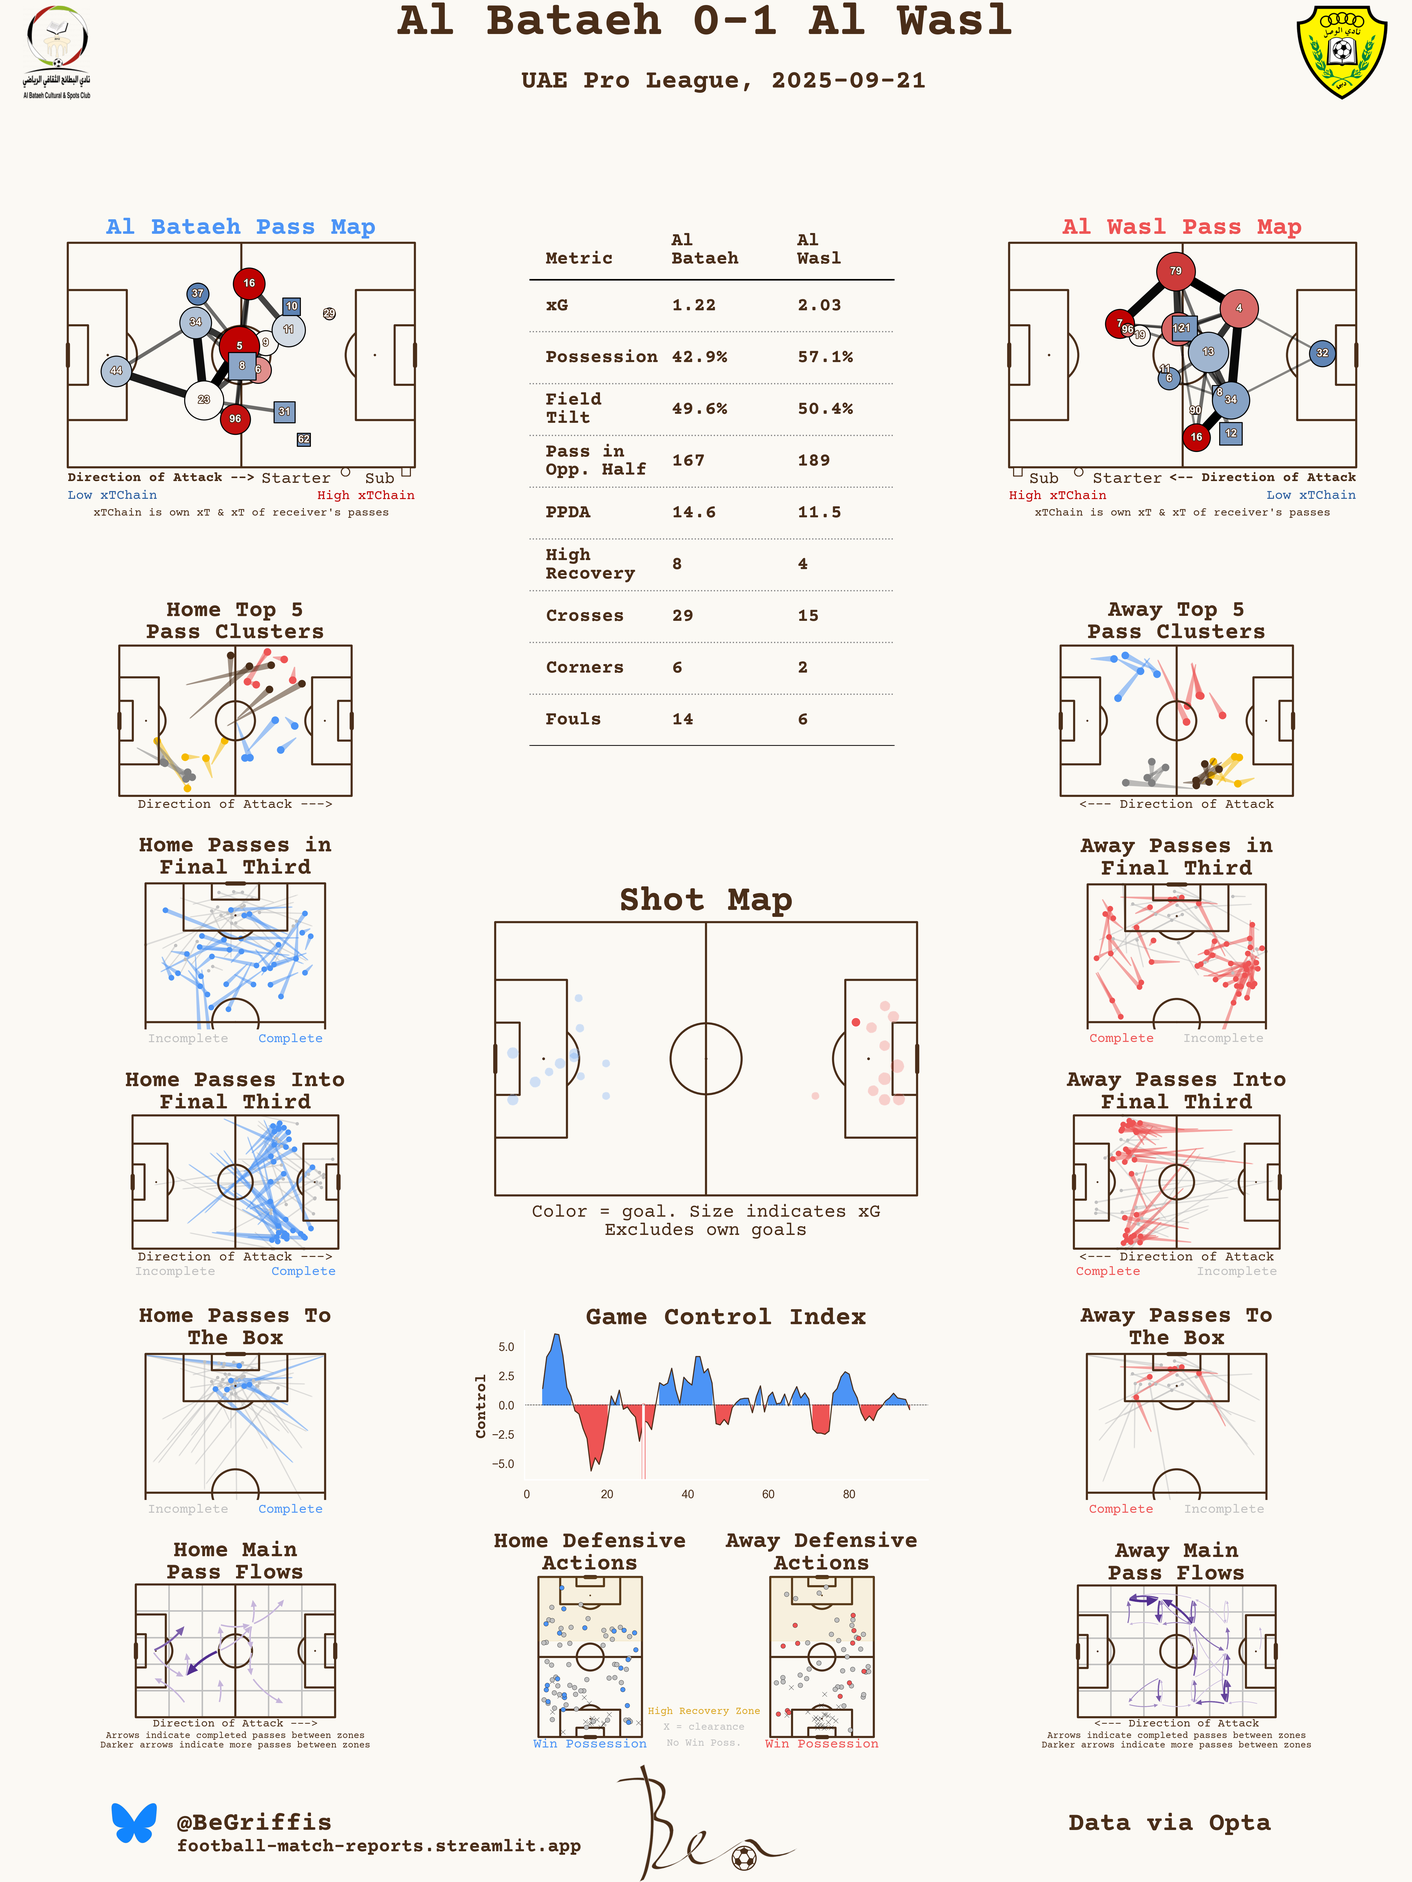 Al Bataeh 0-1 Al Wasl
UAE Pro League, 2025-09-21
نادي البطائح الثقافي الرياضي
Al Bataeh Cultural & Spots Club
نادي الوصل
دبي
Al Bataeh Pass Map
37
16
10
29
34
11
5
9
44
8
6
23
31
96
62
Direction of Attack --> Starter Sub
Low xTChain High xTChain
xTChain is own xT & xT of receiver's passes
Metric Al Bataeh Al Wasl
xG 1.22 2.03
Possession 42.9% 57.1%
Field Tilt 49.6% 50.4%
Pass in Opp. Half 167 189
PPDA 14.6 11.5
High Recovery 8 4
Crosses 29 15
Corners 6 2
Fouls 14 6
Al Wasl Pass Map
79
4
7
96
19
21
13
32
11
6
8
34
90
16
12
Sub Starter <-- Direction of Attack
High xTChain Low xTChain
xTChain is own xT & xT of receiver's passes
Home Top 5
Pass Clusters
Direction of Attack --->
Away Top 5
Pass Clusters
<--- Direction of Attack
Home Passes in
Final Third
Incomplete Complete
Away Passes in
Final Third
Complete Incomplete
Shot Map
Color = goal. Size indicates xG
Excludes own goals
Home Passes Into
Final Third
Direction of Attack --->
Incomplete Complete
Away Passes Into
Final Third
<--- Direction of Attack
Complete Incomplete
Home Passes To
The Box
Incomplete Complete
Game Control Index
Control
5.0
2.5
0.0
−2.5
−5.0
0 20 40 60 80
Away Passes To
The Box
Complete Incomplete
Home Main
Pass Flows
Direction of Attack --->
Arrows indicate completed passes between zones
Darker arrows indicate more passes between zones
Home Defensive
Actions
Win Possession
High Recovery Zone
X = clearance
No Win Poss.
Away Defensive
Actions
Win Possession
Away Main
Pass Flows
<--- Direction of Attack
Arrows indicate completed passes between zones
Darker arrows indicate more passes between zones
@BeGriffis
football-match-reports.streamlit.app
Ben
Data via Opta